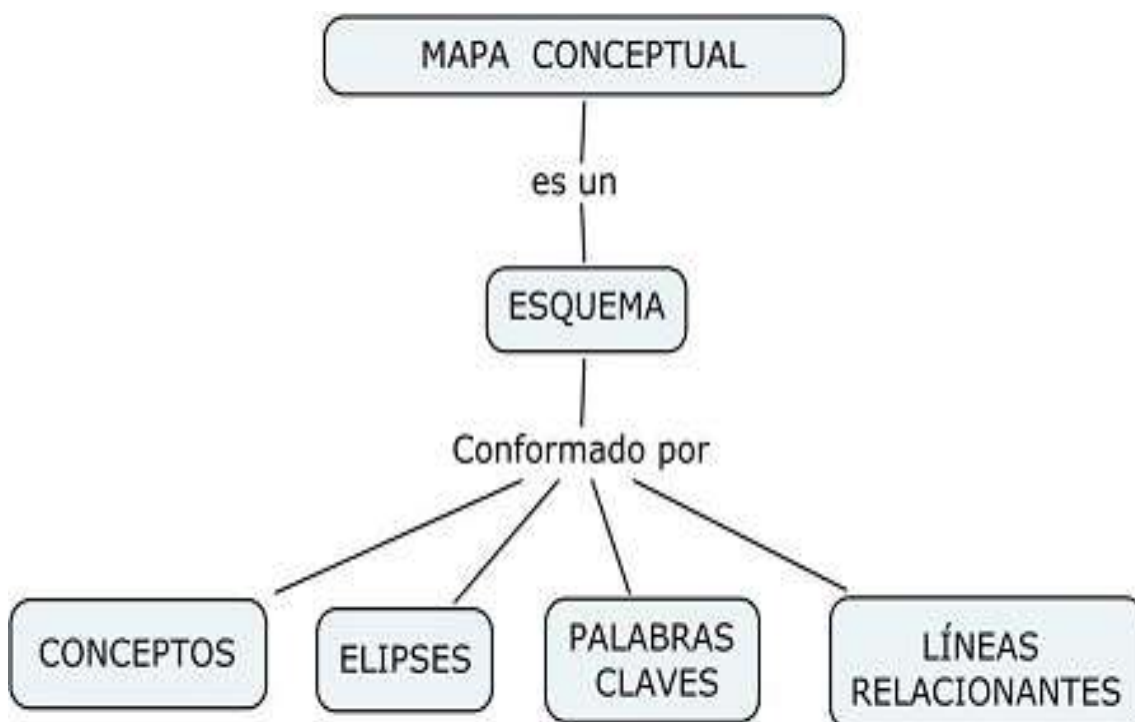 MAPA CONCEPTUAL
es un
ESQUEMA
Conformado por
CONCEPTOS
ELIPSES
PALABRAS
CLAVES
LÍNEAS
RELACIONANTES